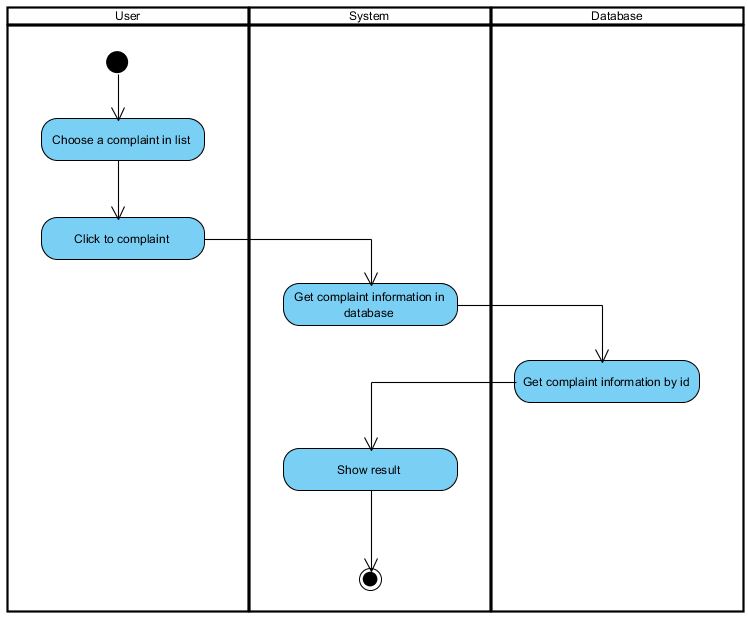 User
System
Database
Choose a complaint in list
Click to complaint
Get complaint information in
database
Get complaint information by id
Show result